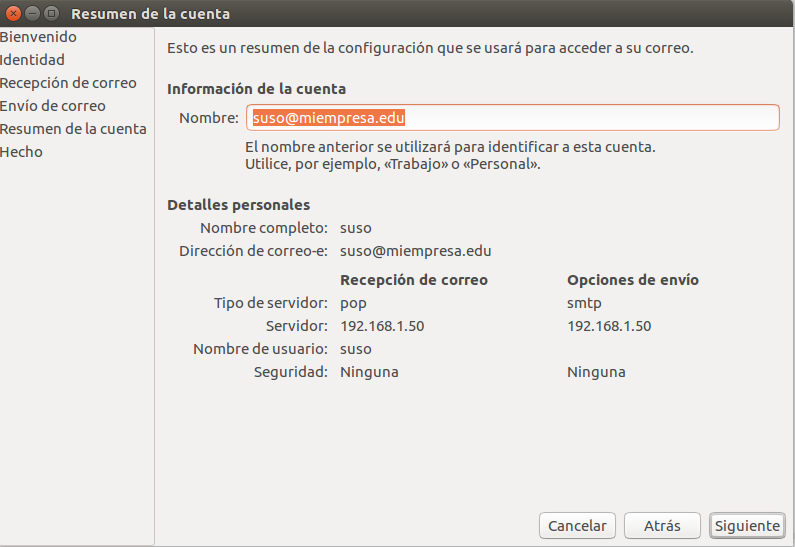 Resumen de la cuenta
Bienvenido
Identidad
Recepción de correo
Envío de correo
Resumen de la cuenta
Hecho
Esto es un resumen de la configuración que se usará para acceder a su correo.
Información de la cuenta
Nombre: suso@miempresa.edu
El nombre anterior se utilizará para identificar a esta cuenta.
Utilice, por ejemplo, «Trabajo» o «Personal».
Detalles personales
Nombre completo: suso
Dirección de correo-e: suso@miempresa.edu
Recepción de correo Opciones de envío
Tipo de servidor: pop smtp
Servidor: 192.168.1.50 192.168.1.50
Nombre de usuario: suso
Seguridad: Ninguna Ninguna
Cancelar Atrás Siguiente